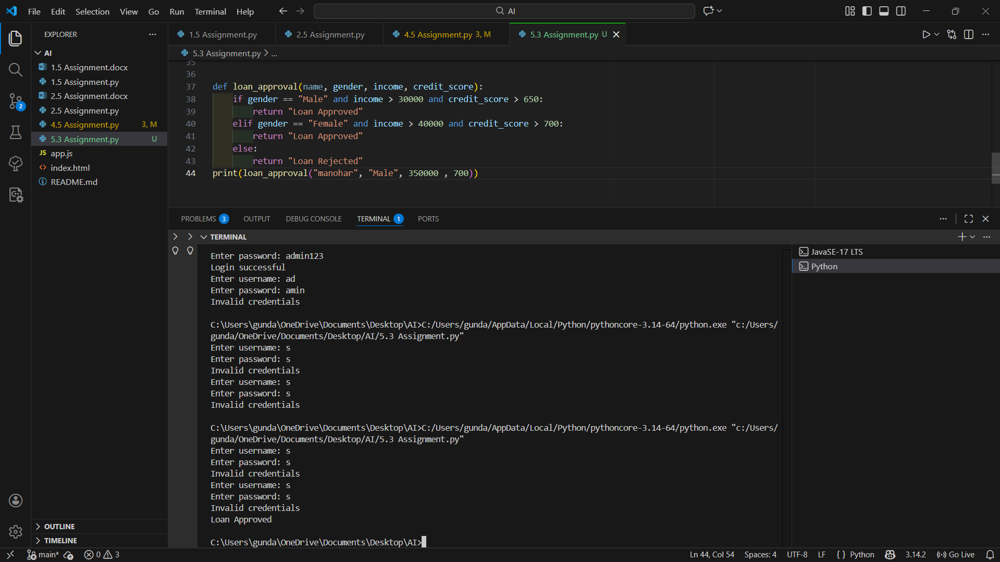 File Edit Selection View Go Run Terminal Help
AI
EXPLORER
1.5 Assignment.py
2.5 Assignment.py
4.5 Assignment.py 3, M
5.3 Assignment.py U
5.3 Assignment.py > ...
AI
1.5 Assignment.docx
1.5 Assignment.py
2.5 Assignment.docx
2.5 Assignment.py
4.5 Assignment.py 3, M
5.3 Assignment.py U
JS app.js
<> index.html
README.md
OUTLINE
TIMELINE
2
35
36
37 def loan_approval(name, gender, income, credit_score):
38 if gender == "Male" and income > 30000 and credit_score > 650:
39 return "Loan Approved"
40 elif gender == "Female" and income > 40000 and credit_score > 700:
41 return "Loan Approved"
42 else:
43 return "Loan Rejected"
44 print(loan_approval("manohar", "Male", 350000 , 700))
PROBLEMS 3 OUTPUT DEBUG CONSOLE TERMINAL 1 PORTS
TERMINAL
Enter password: admin123
Login successful
Enter username: ad
Enter password: amin
Invalid credentials
C:\Users\gunda\OneDrive\Documents\Desktop\AI>C:/Users/gunda/AppData/Local/Python/pythoncore-3.14-64/python.exe "c:/Users/
gunda/OneDrive/Documents/Desktop/AI/5.3 Assignment.py"
Enter username: s
Enter password: s
Invalid credentials
Enter username: s
Enter password: s
Invalid credentials
C:\Users\gunda\OneDrive\Documents\Desktop\AI>C:/Users/gunda/AppData/Local/Python/pythoncore-3.14-64/python.exe "c:/Users/
gunda/OneDrive/Documents/Desktop/AI/5.3 Assignment.py"
Enter username: s
Enter password: s
Invalid credentials
Enter username: s
Enter password: s
Invalid credentials
Loan Approved
C:\Users\gunda\OneDrive\Documents\Desktop\AI>
JavaSE-17 LTS
Python
main* 0 3
Ln 44, Col 54 Spaces: 4 UTF-8 LF { } Python 3.14.2 Go Live